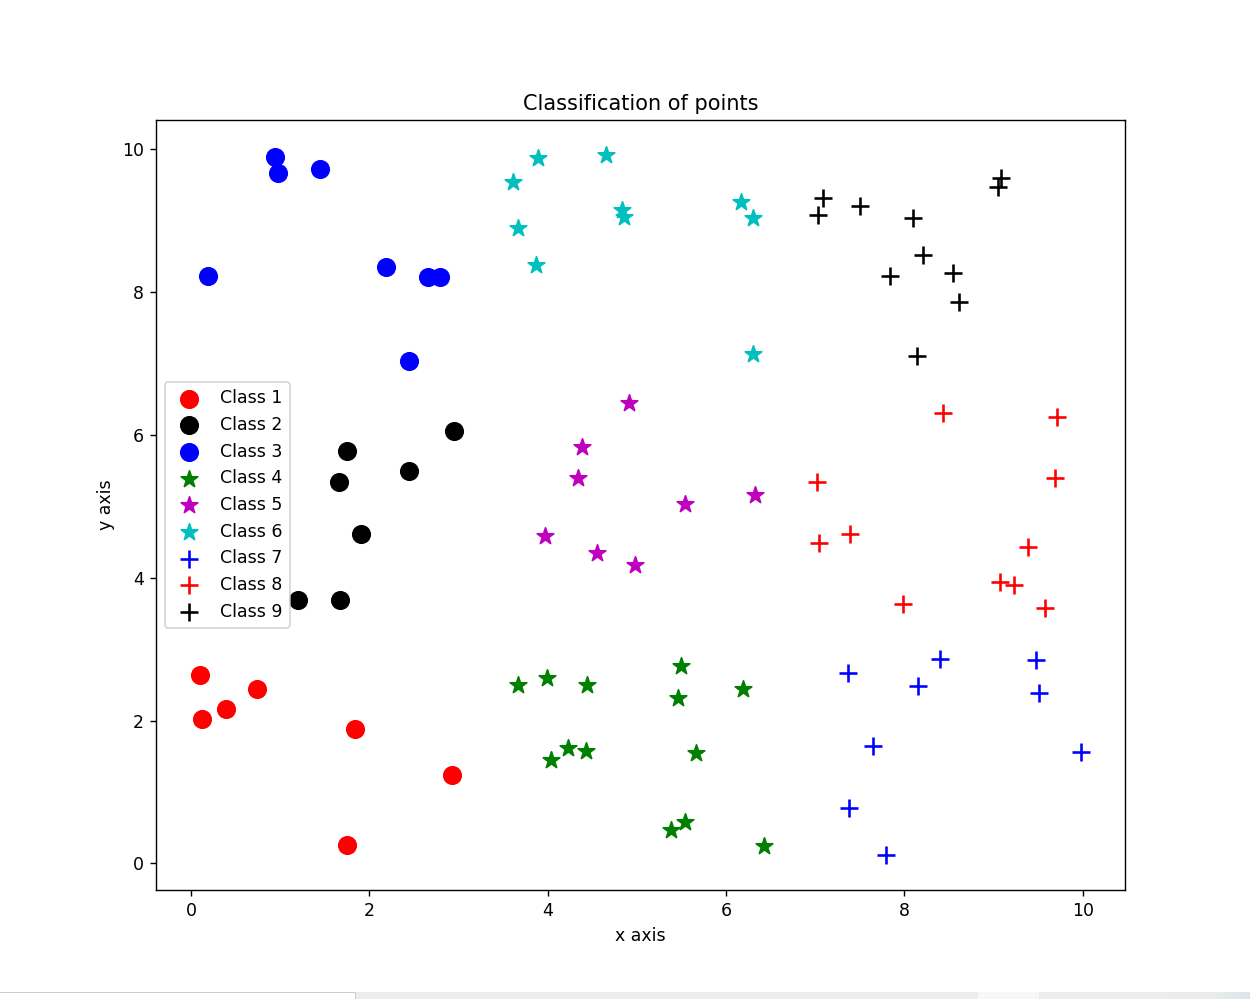 Classification of points
10
8
6
4
2
0
y axis
Class 1
Class 2
Class 3
Class 4
Class 5
Class 6
Class 7
Class 8
Class 9
0 2 4 6 8 10
x axis